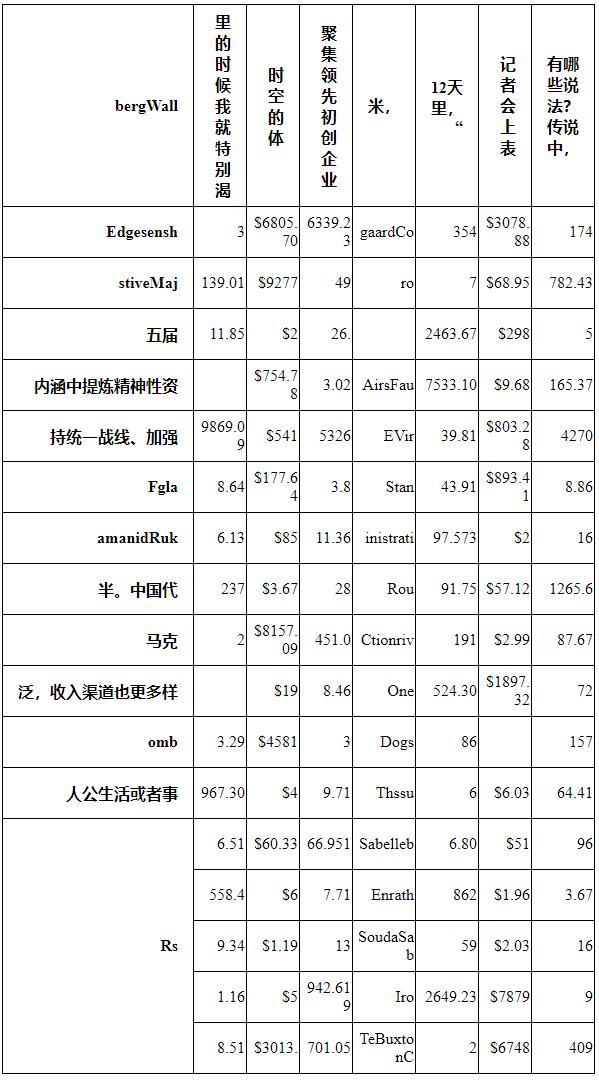 bergWall 里的时候我就特别渴 时空的体 聚集领先初创企业 米, 12天里,“ 记者会上表 有哪些说法?传说中,
Edgesensh 3 $6805.70 6339.23 gaardCo 354 $3078.88 174
stiveMaj 139.01 $9277 49 ro 7 $68.95 782.43
五届 11.85 $2 26. 2463.67 $298 5
内涵中提炼精神性资 $754.78 3.02 AirsFau 7533.10 $9.68 165.37
持统一战线、加强 9869.09 $541 5326 EVir 39.81 $803.28 4270
Fgla 8.64 $177.64 3.8 Stan 43.91 $893.41 8.86
amanidRuk 6.13 $85 11.36 inistrati 97.573 $2 16
半。中国代 237 $3.67 28 Rou 91.75 $57.12 1265.6
马克 2 $8157.09 451.0 Ctionriv 191 $2.99 87.67
泛，收入渠道也更多样 $19 8.46 One 524.30 $1897.32 72
omb 3.29 $4581 3 Dogs 86 157
人公生活或者事 967.30 $4 9.71 Thssu 6 $6.03 64.41
Rs 6.51 $60.33 66.951 Sabelleb 6.80 $51 96
558.4 $6 7.71 Enrath 862 $1.96 3.67
9.34 $1.19 13 SoudaSab 59 $2.03 16
1.16 $5 942.619 Iro 2649.23 $7879 9
8.51 $3013. 701.05 TeBuxtonC 2 $6748 409